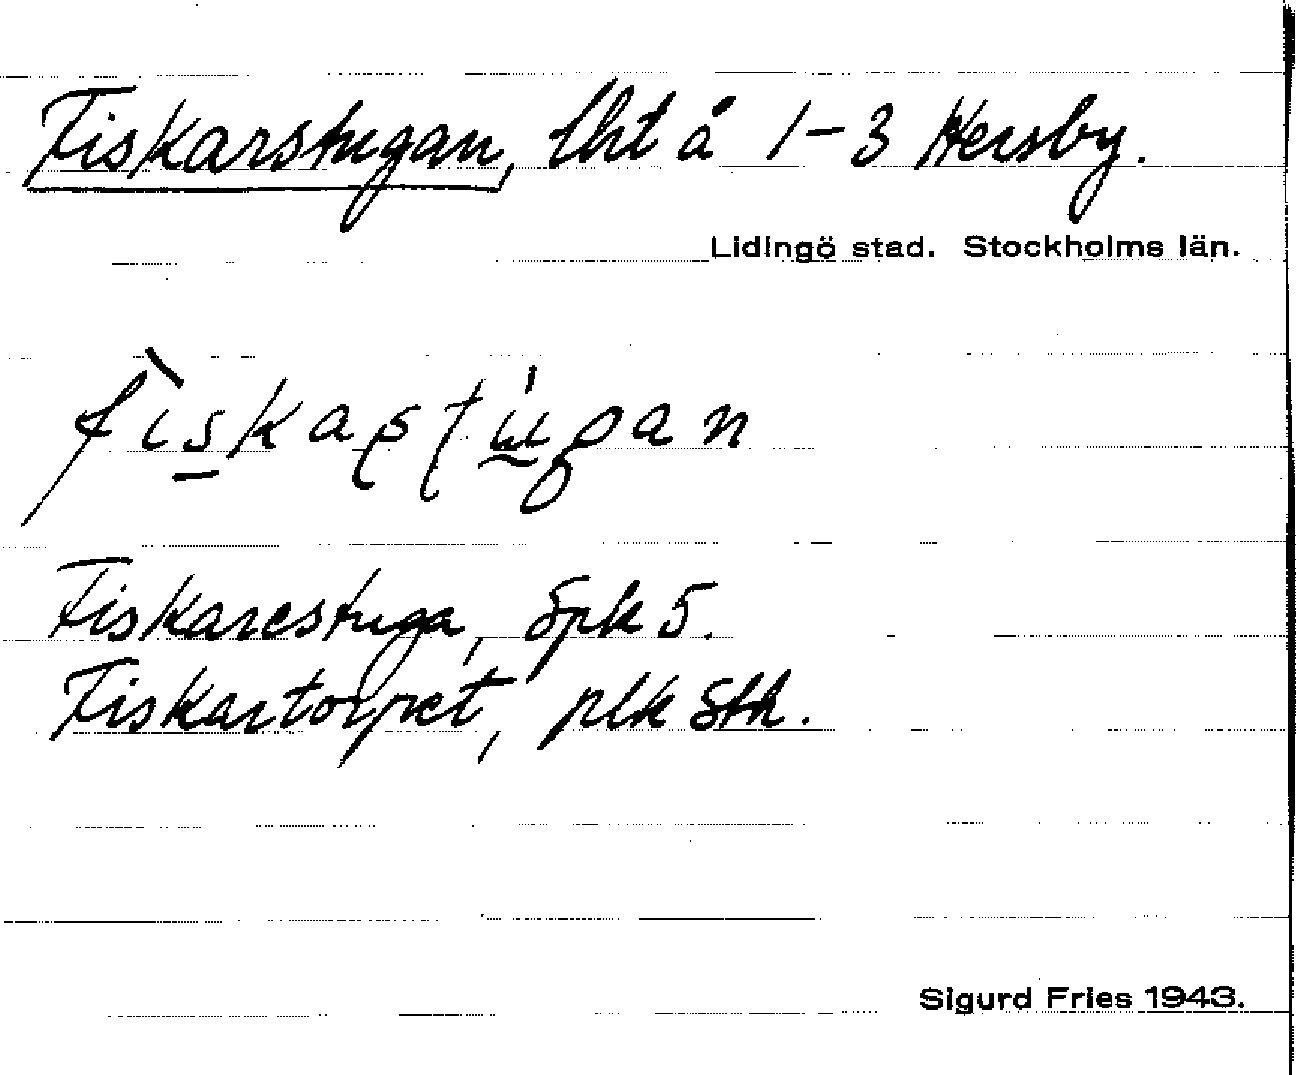 Fiskarstugan, lht å 1-3 Hersby.
Lidingö stad. Stockholms län.
fìskaʂʈu̍gan
Fiskarestuga, Spk 5.
Fiskartorpet, plk Sth.
Sigurd Fries 1943.